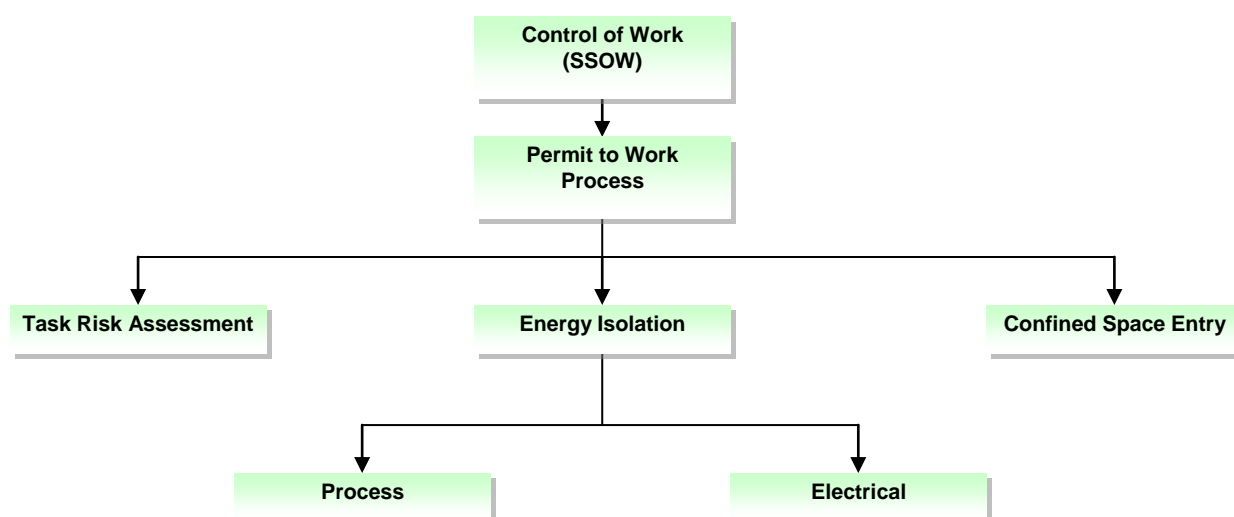 Control of Work
(SSOW)
Permit to Work
Process
Task Risk Assessment
Energy Isolation
Confined Space Entry
Process
Electrical